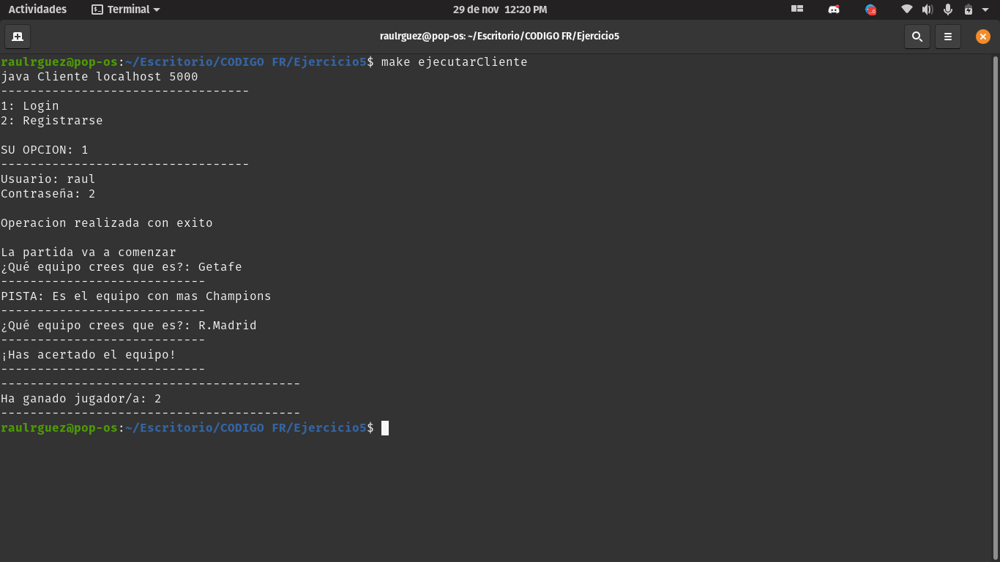 Actividades
Terminal
29 de nov 12:20 PM
raulrguez@pop-os: ~/Escritorio/CODIGO FR/Ejercicio5
raulrguez@pop-os:~/Escritorio/CODIGO FR/Ejercicio5$ make ejecutarCliente
java Cliente localhost 5000
----------------------------------
1: Login
2: Registrarse
SU OPCION: 1
----------------------------------
Usuario: raul
Contraseña: 2
Operacion realizada con exito
La partida va a comenzar
¿Qué equipo crees que es?: Getafe
----------------------------
PISTA: Es el equipo con mas Champions
----------------------------
¿Qué equipo crees que es?: R.Madrid
----------------------------
¡Has acertado el equipo!
----------------------------
-----------------------------------------
Ha ganado jugador/a: 2
-----------------------------------------
raulrguez@pop-os:~/Escritorio/CODIGO FR/Ejercicio5$